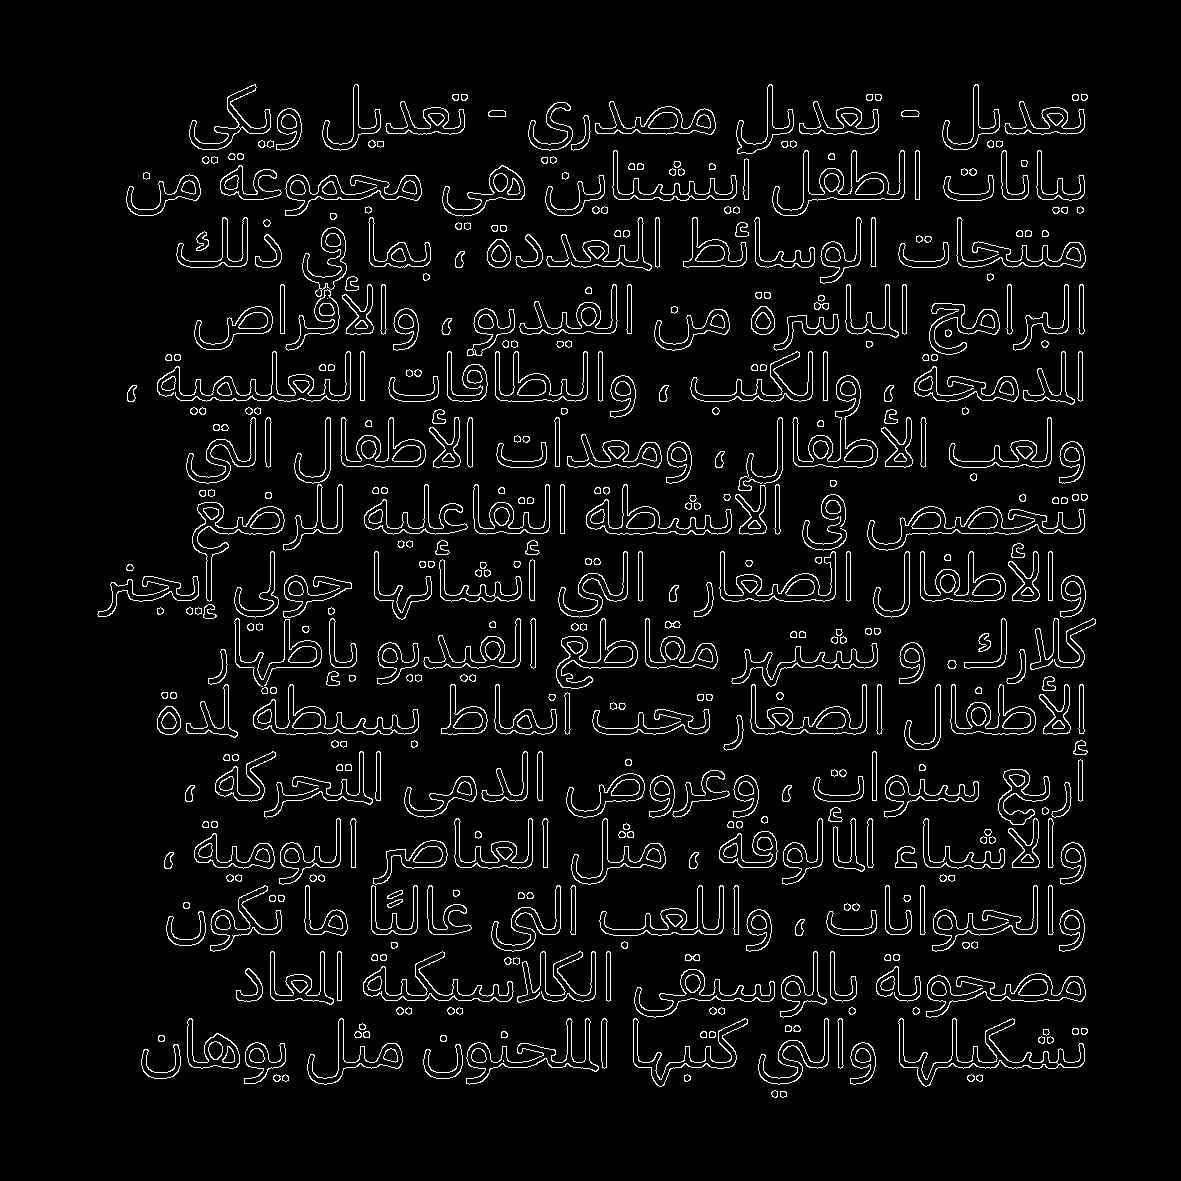 تعديل - تعديل مصدري - تعديل ويكي
بيانات الطفل أينشتاين هي مجموعة من
منتجات الوسائط المتعددة ، بما في ذلك
البرامج المباشرة من الفيديو ، والأقراص
المدمجة ، والكتب ، والبطاقات التعليمية ،
ولعب الأطفال ، ومعدات الأطفال التي
تتخصص في الأنشطة التفاعلية للرضع
والأطفال الصغار ، التي أنشأتها جولي إيجنر
كلارك. و تشتهر مقاطع الفيديو بإظهار
الأطفال الصغار تحت أنماط بسيطة لمدة
أربع سنوات ، وعروض الدمى المتحركة ،
والأشياء المألوفة ، مثل العناصر اليومية ،
والحيوانات ، واللعب التي غالبًا ما تكون
مصحوبة بالموسيقى الكلاسيكية المعاد
تشكيلها والتي كتبها الملحنون مثل يوهان